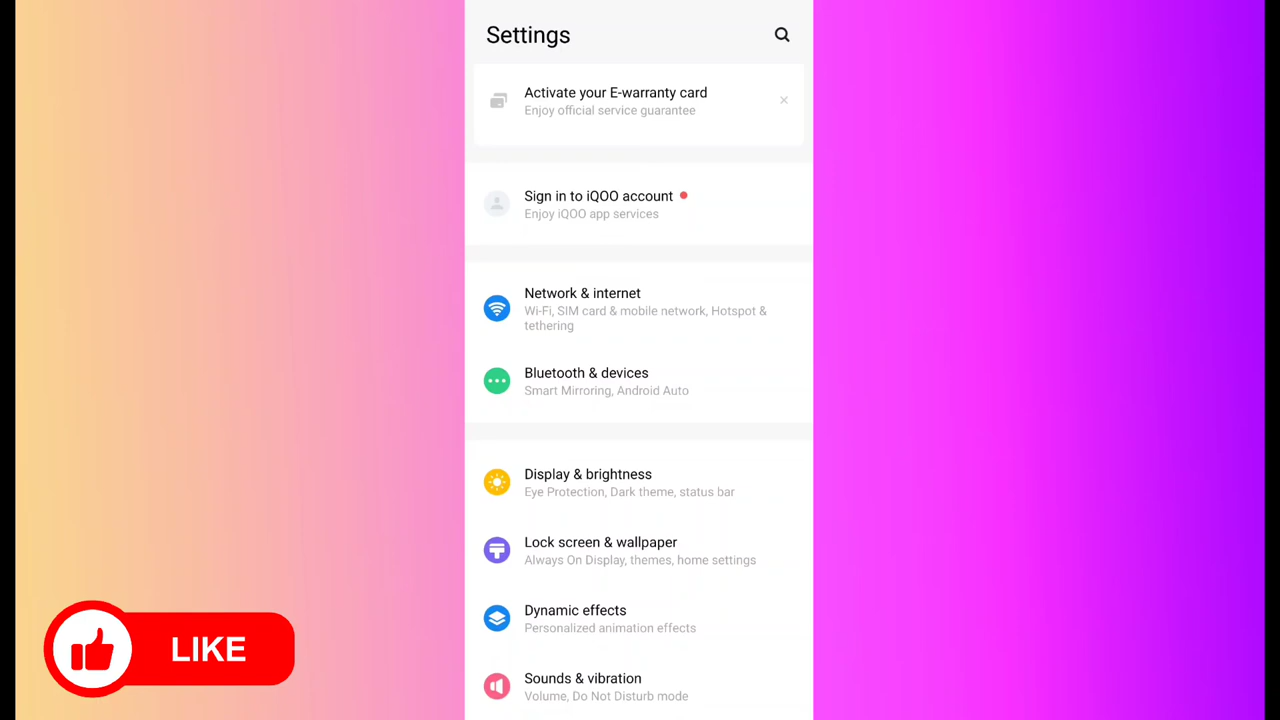 Settings
Activate your E-warranty card
Enjoy official service guarantee
Sign in to iQOO account
Enjoy iQOO app services
Network & internet
Wi-Fi, SIM card & mobile network, Hotspot &
tethering
Bluetooth & devices
Smart Mirroring, Android Auto
Display & brightness
Eye Protection, Dark theme, status bar
Lock screen & wallpaper
Always On Display, themes, home settings
Dynamic effects
Personalized animation effects
LIKE
Sounds & vibration
Volume, Do Not Disturb mode